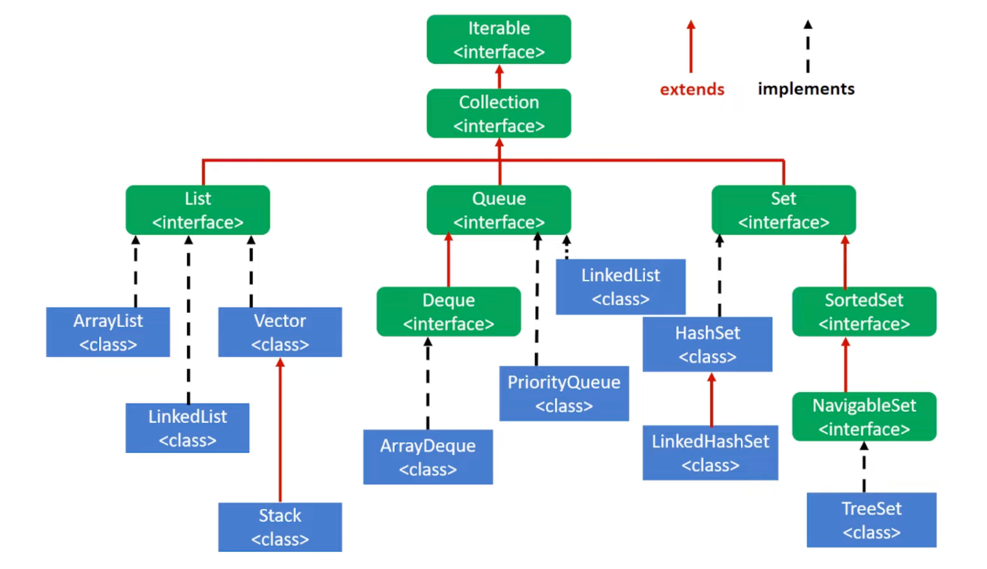 Iterable
<interface>
extends
implements
Collection
<interface>
List
<interface>
Queue
<interface>
Set
<interface>
LinkedList
<class>
ArrayList
<class>
Vector
<class>
Deque
<interface>
HashSet
<class>
SortedSet
<interface>
PriorityQueue
<class>
LinkedList
<class>
NavigableSet
<interface>
ArrayDeque
<class>
LinkedHashSet
<class>
Stack
<class>
TreeSet
<class>